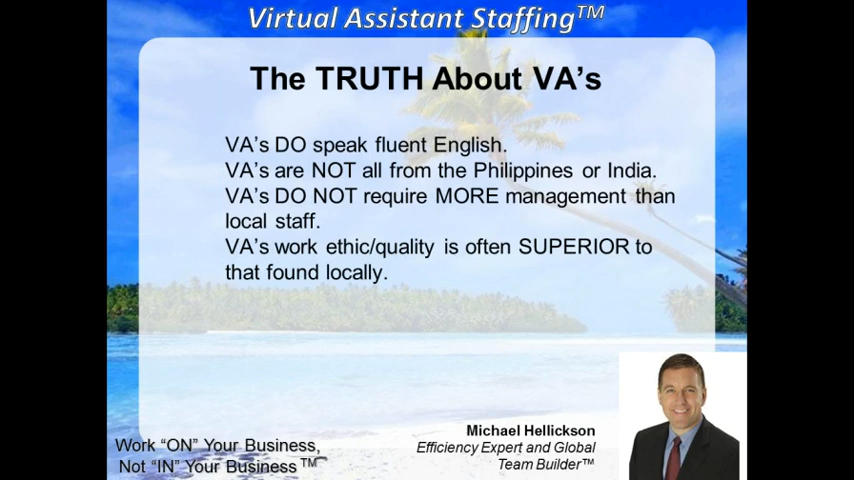 Virtual Assistant Staffing™
The TRUTH About VA’s
VA’s DO speak fluent English.
VA’s are NOT all from the Philippines or India.
VA’s DO NOT require MORE management than
local staff.
VA’s work ethic/quality is often SUPERIOR to
that found locally.
Work “ON” Your Business,
Not “IN” Your Business™
Michael Hellickson
Efficiency Expert and Global
Team Builder™